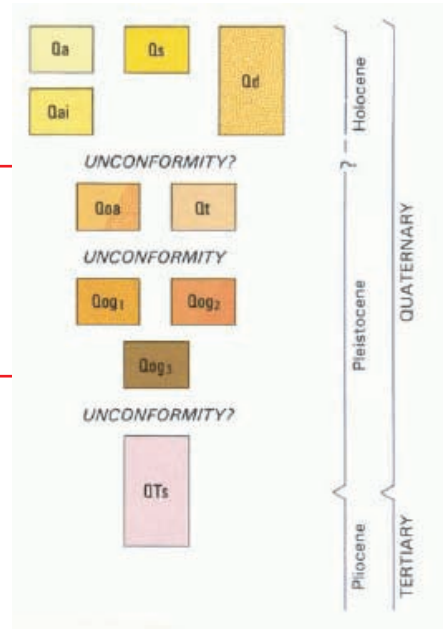 Qa
Qs
Qd
Qai
UNCONFORMITY?
Qoa
Qt
UNCONFORMITY
Qog1
Qog2
Qog3
UNCONFORMITY?
QTs
Holocene
?
Pleistocene
Pliocene
QUATERNARY
TERTIARY